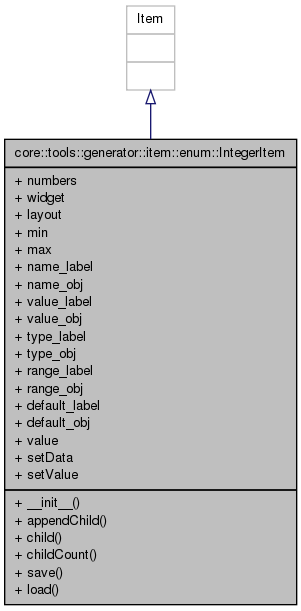 Item
core::tools::generator::item::enum::IntegerItem
+ numbers
+ widget
+ layout
+ min
+ max
+ name_label
+ name_obj
+ value_label
+ value_obj
+ type_label
+ type_obj
+ range_label
+ range_obj
+ default_label
+ default_obj
+ value
+ setData
+ setValue
+ __init__()
+ appendChild()
+ child()
+ childCount()
+ save()
+ load()